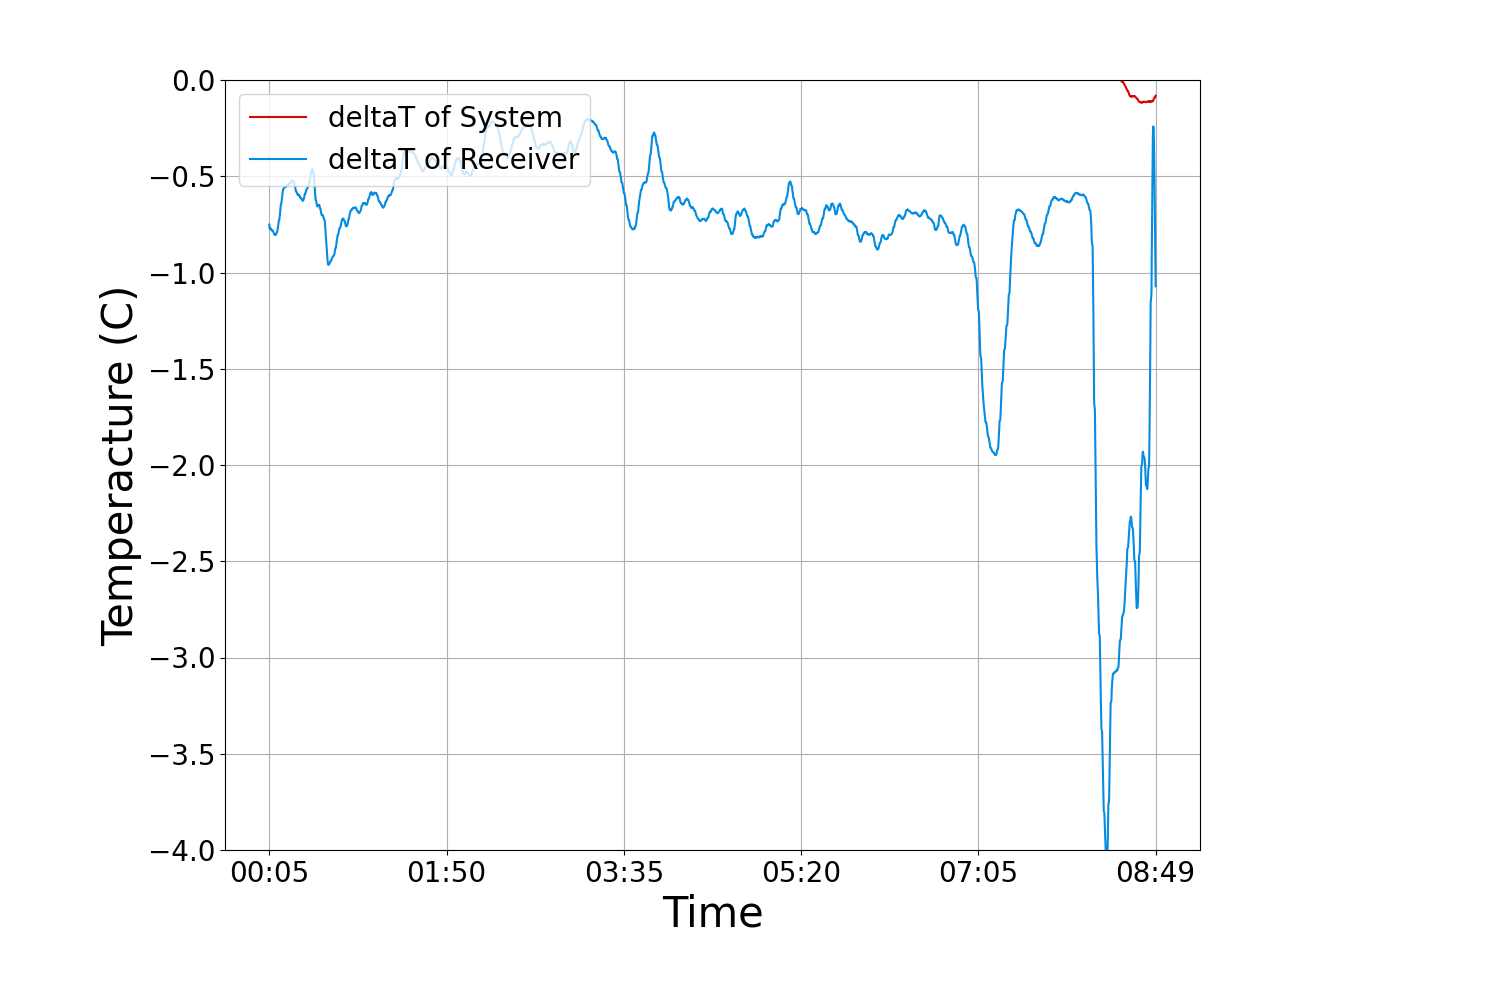 deltaT of System
deltaT of Receiver
0.0
−0.5
−1.0
−1.5
−2.0
−2.5
−3.0
−3.5
−4.0
Temperacture (C)
00:05 01:50 03:35 05:20 07:05 08:49
Time